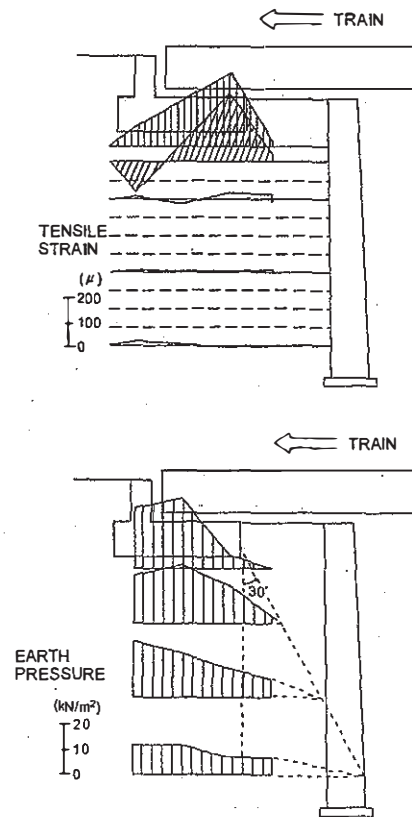 TRAIN
TENSILE
STRAIN
(μ)
200
100
0
TRAIN
30°
EARTH
PRESSURE
(kN/m²)
20
10
0